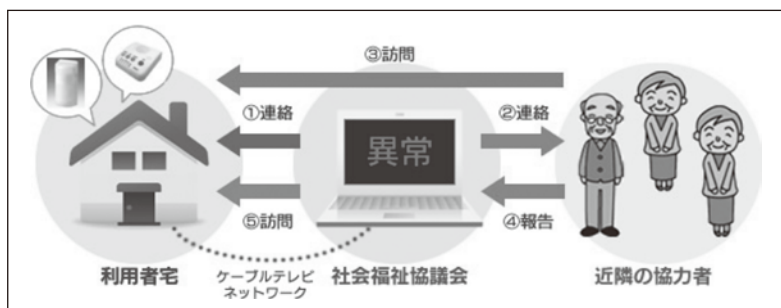 ③訪問
①連絡
②連絡
異常
⑤訪問
④報告
利用者宅
ケーブルテレビ
ネットワーク
社会福祉協議会
近隣の協力者